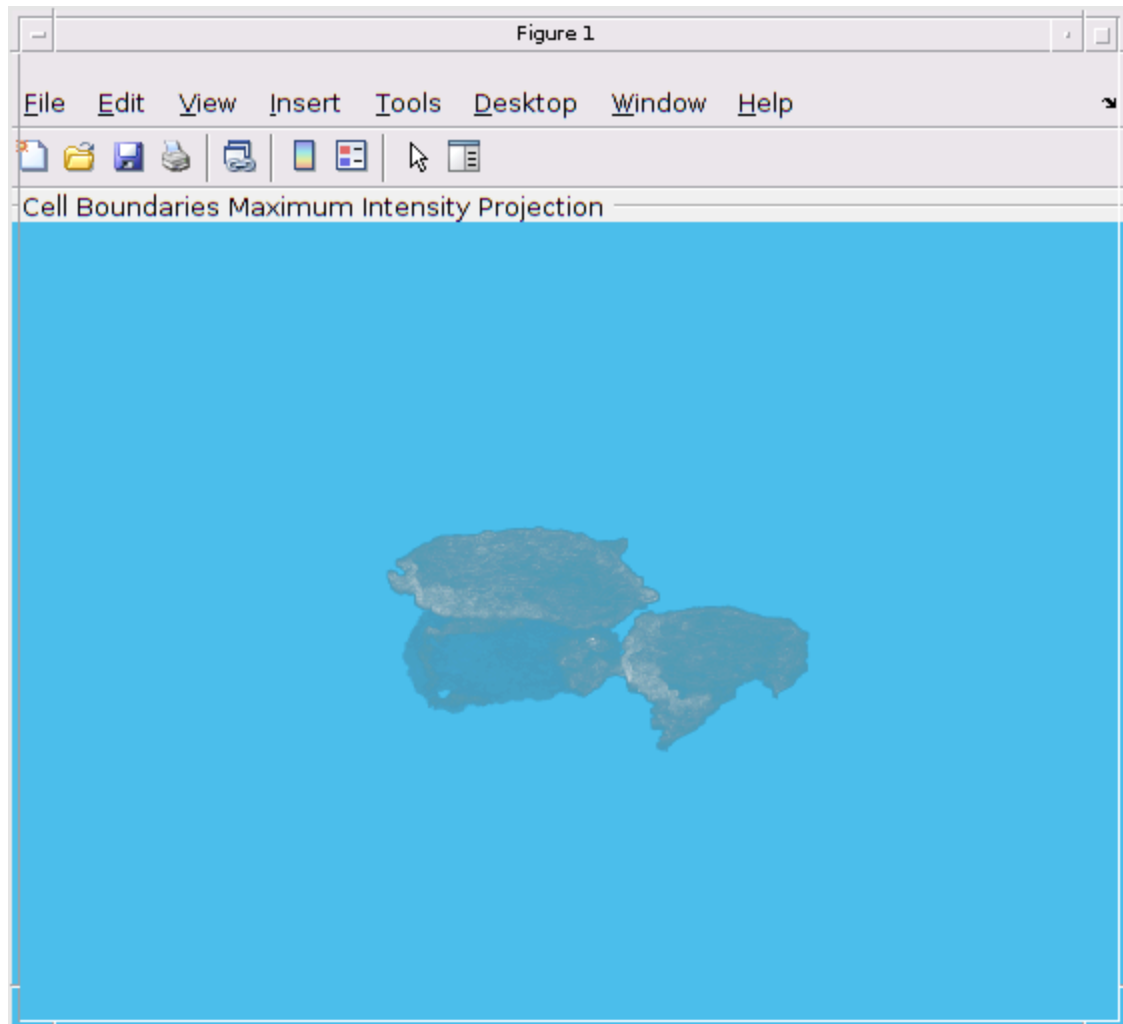 Figure 1
File Edit View Insert Tools Desktop Window Help
Cell Boundaries Maximum Intensity Projection